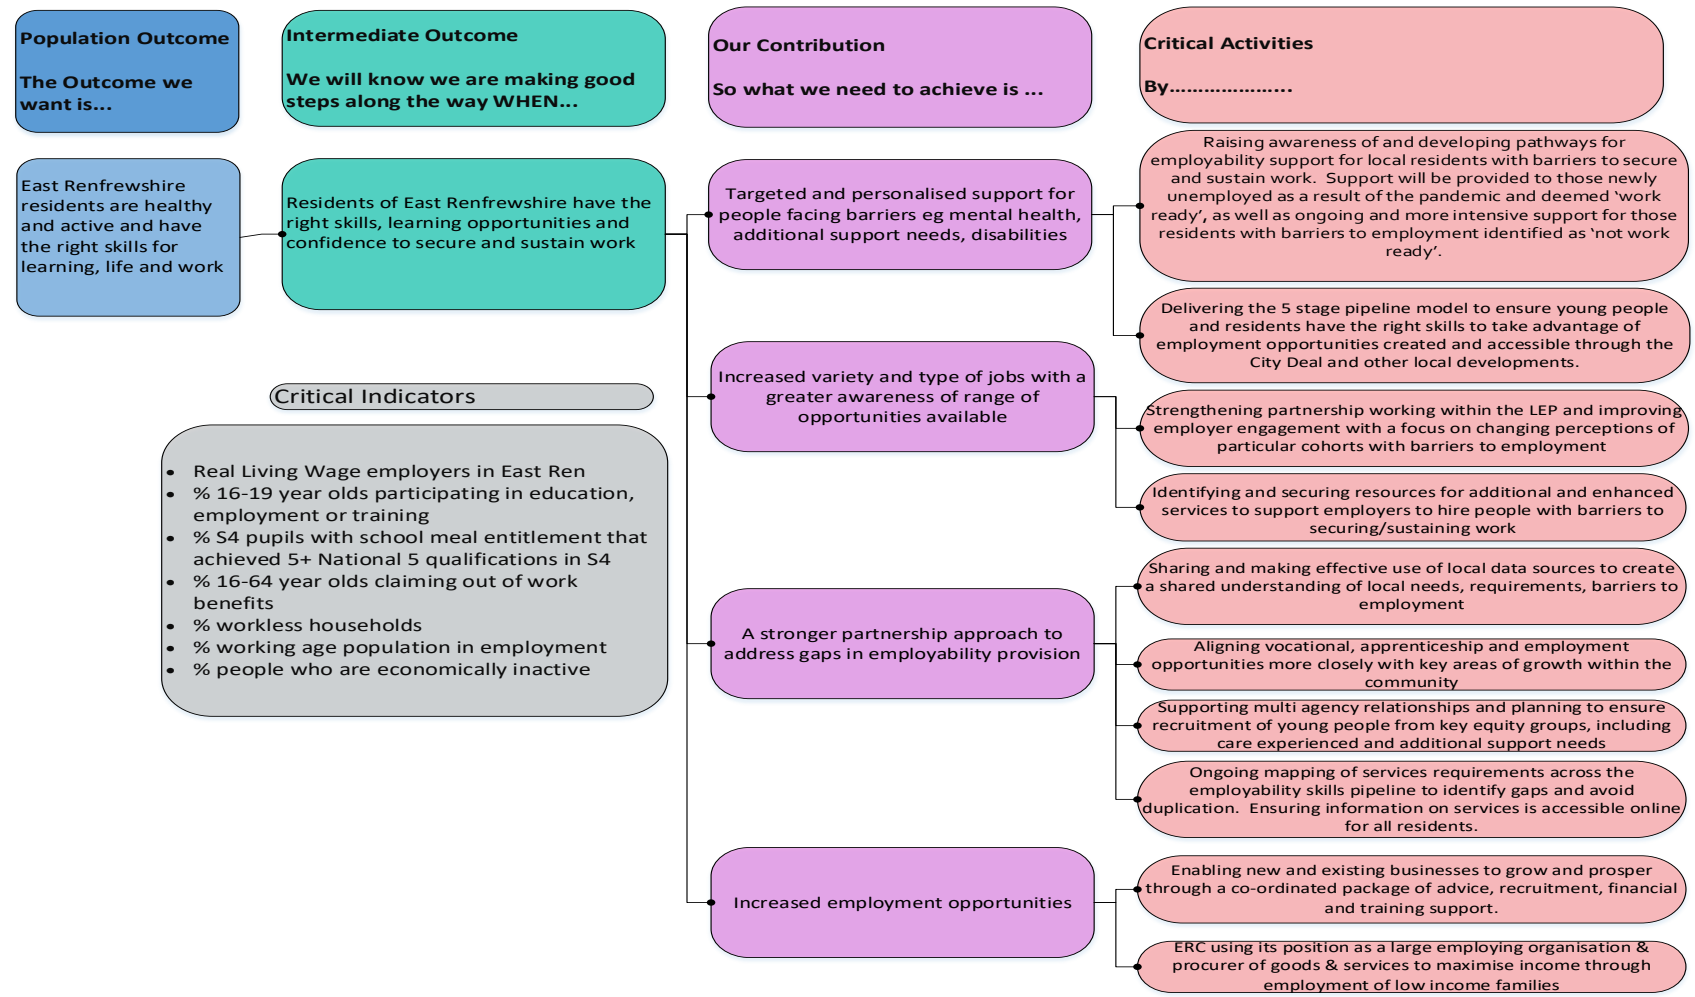 Population Outcome
The Outcome we
want is...
Intermediate Outcome
We will know we are making good
steps along the way WHEN...
Our Contribution
So what we need to achieve is ...
Critical Activities
By.....................
East Renfrewshire
residents are healthy
and active and have
the right skills for
learning, life and work
Residents of East Renfrewshire have the
right skills, learning opportunities and
confidence to secure and sustain work
Critical Indicators
• Real Living Wage employers in East Ren
• % 16-19 year olds participating in education,
employment or training
• % S4 pupils with school meal entitlement that
achieved 5+ National 5 qualifications in S4
• % 16-64 year olds claiming out of work
benefits
• % workless households
• % working age population in employment
• % people who are economically inactive
Targeted and personalised support for
people facing barriers eg mental health,
additional support needs, disabilities
Raising awareness of and developing pathways for
employability support for local residents with barriers to secure
and sustain work.  Support will be provided to those newly
unemployed as a result of the pandemic and deemed ‘work
ready’, as well as ongoing and more intensive support for those
residents with barriers to employment identified as ‘not work
ready’.
Delivering the 5 stage pipeline model to ensure young people
and residents have the right skills to take advantage of
employment opportunities created and accessible through the
City Deal and other local developments.
Increased variety and type of jobs with a
greater awareness of range of
opportunities available
Strengthening partnership working within the LEP and improving
employer engagement with a focus on changing perceptions of
particular cohorts with barriers to employment
Identifying and securing resources for additional and enhanced
services to support employers to hire people with barriers to
securing/sustaining work
A stronger partnership approach to
address gaps in employability provision
Sharing and making effective use of local data sources to create
a shared understanding of local needs, requirements, barriers to
employment
Aligning vocational, apprenticeship and employment
opportunities more closely with key areas of growth within the
community
Supporting multi agency relationships and planning to ensure
recruitment of young people from key equity groups, including
care experienced and additional support needs
Ongoing mapping of services requirements across the
employability skills pipeline to identify gaps and avoid
duplication.  Ensuring information on services is accessible online
for all residents.
Increased employment opportunities
Enabling new and existing businesses to grow and prosper
through a co-ordinated package of advice, recruitment, financial
and training support.
ERC using its position as a large employing organisation &
procurer of goods & services to maximise income through
employment of low income families